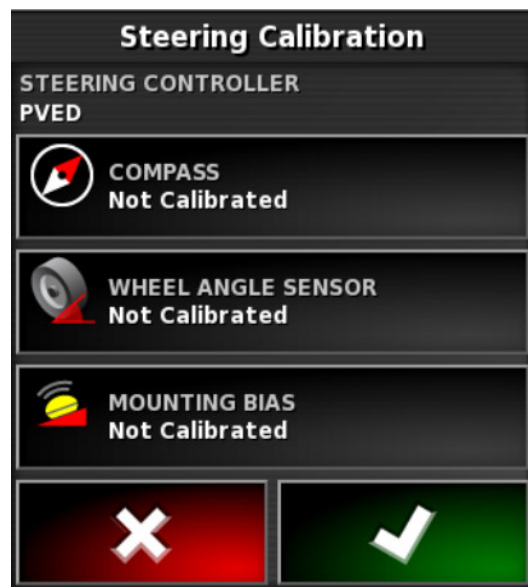 Steering Calibration
STEERING CONTROLLER
PVED
COMPASS
Not Calibrated
WHEEL ANGLE SENSOR
Not Calibrated
MOUNTING BIAS
Not Calibrated